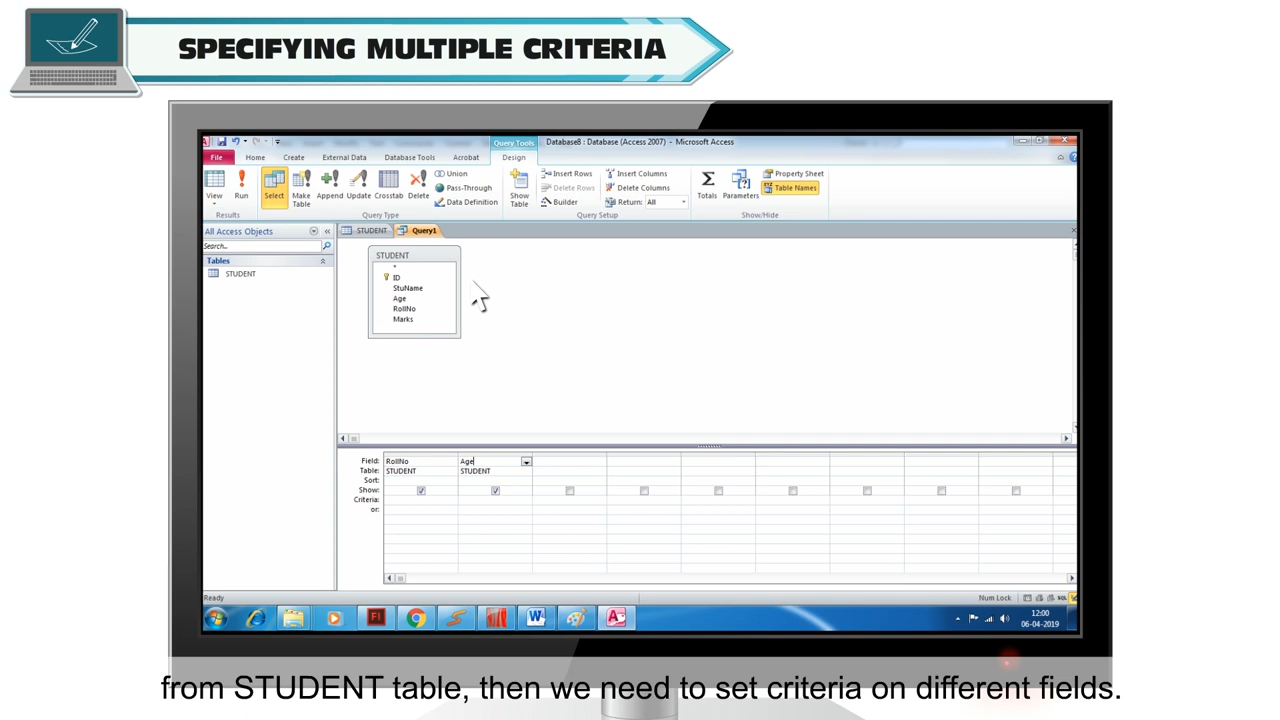 SPECIFYING MULTIPLE CRITERIA
Query Tools
Database8 : Database (Access 2007) - Microsoft Access
File Home Create External Data Database Tools Acrobat Design
View
Run
Results
Select
Make Table
Append
Update
Crosstab
Delete
Union
Pass-Through
Data Definition
Query Type
Show Table
Insert Rows
Delete Rows
Builder
Insert Columns
Delete Columns
Return: All
Query Setup
Totals
Parameters
Property Sheet
Table Names
Show/Hide
All Access Objects
Search...
Tables
STUDENT
STUDENT Query1
STUDENT
*
ID
StuName
Age
RollNo
Marks
Field: RollNo Age
Table: STUDENT STUDENT
Sort:
Show:
Criteria:
or:
Ready
Num Lock
SQL
12:00
06-04-2019
from STUDENT table, then we need to set criteria on different fields.